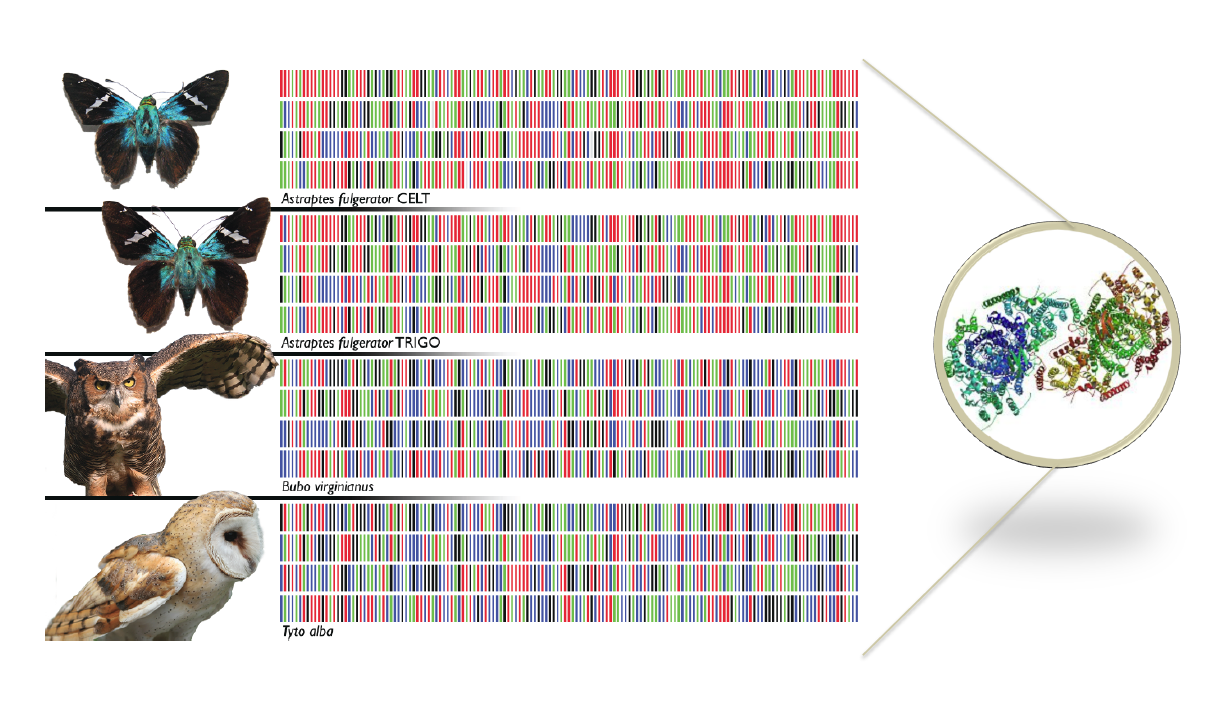 Astraptes fulgerator CELT
Astraptes fulgerator TRIGO
Bubo virginianus
Tyto alba